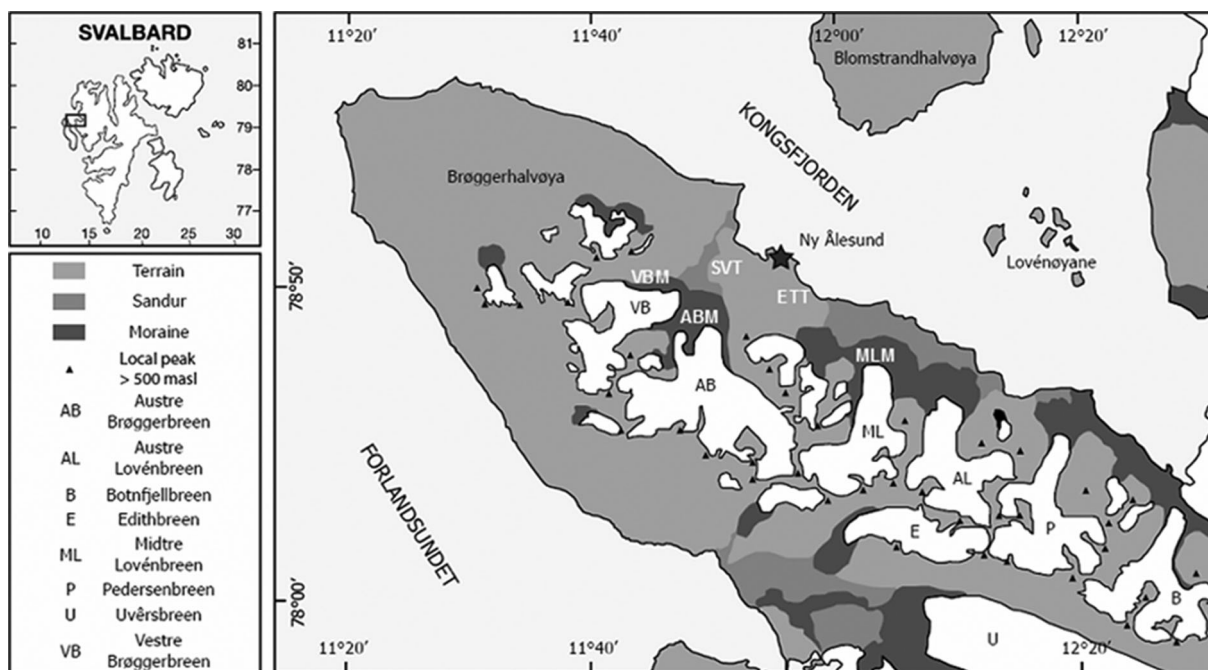 SVALBARD
81
80
79
78
77
10
15
20
25
30
Terrain
Sandur
Moraine
Local peak
> 500 masl
AB
Austre
Brøggerbreen
AL
Austre
Lovénbreen
B
Botnfjellbreen
E
Edithbreen
ML
Midtre
Lovénbreen
P
Pedersenbreen
U
Uvêrsbreen
VB
Vestre
Brøggerbreen
11°20′
11°40′
12°00′
12°20′
Blomstrandhalvøya
KONGSFJORDEN
Brøggerhalvøya
Ny Ålesund
Lovénøyane
SVT
VBM
78°50′
ETT
VB
ABM
MLM
AB
ML
AL
FORLANDSUNDET
E
P
78°00′
B
U
11°20′
11°40′
12°00′
12°20′